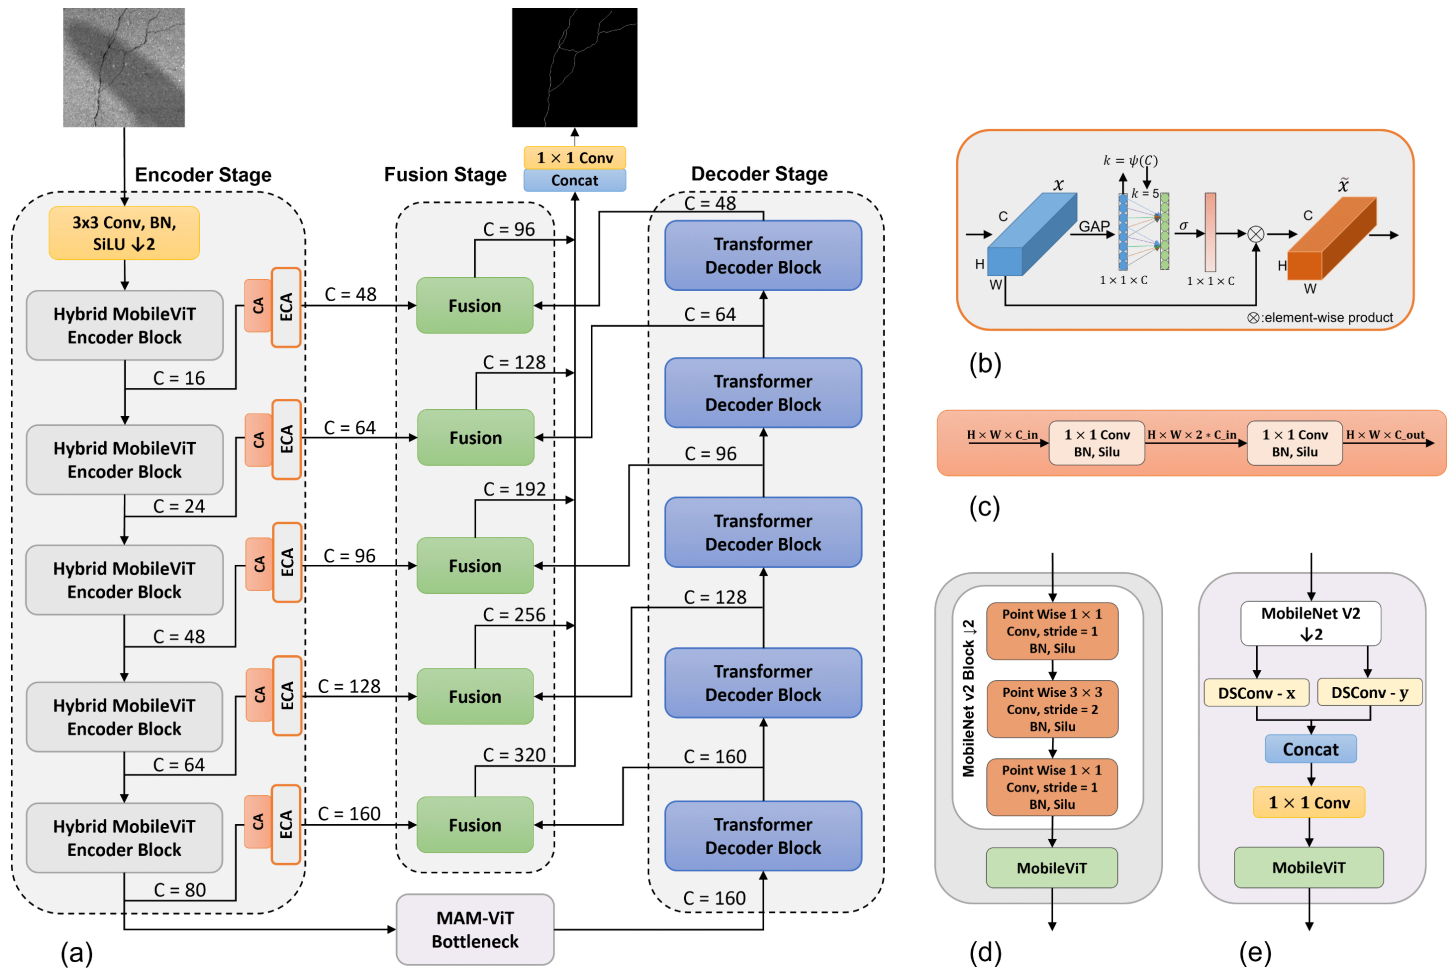 Encoder Stage
Fusion Stage
Decoder Stage
1 × 1 Conv
Concat
3x3 Conv, BN,
SiLU ↓2
Hybrid MobileViT
Encoder Block
C = 16
CA
ECA
C = 48
Fusion
C = 96
C = 48
Transformer
Decoder Block
C = 64
Hybrid MobileViT
Encoder Block
C = 24
CA
ECA
C = 64
Fusion
C = 128
Transformer
Decoder Block
C = 96
Hybrid MobileViT
Encoder Block
C = 48
CA
ECA
C = 96
Fusion
C = 192
Transformer
Decoder Block
C = 128
Hybrid MobileViT
Encoder Block
C = 64
CA
ECA
C = 128
Fusion
C = 256
Transformer
Decoder Block
C = 160
Hybrid MobileViT
Encoder Block
C = 80
CA
ECA
C = 160
Fusion
C = 320
Transformer
Decoder Block
C = 160
MAM-ViT
Bottleneck
(a)
x
C
H
W
GAP
k = ψ(C)
k = 5
1 × 1 × C
σ
1 × 1 × C
⊗
x̃
C
H
W
⊗:element-wise product
(b)
H × W × C_in
1 × 1 Conv
BN, Silu
H × W × 2 * C_in
1 × 1 Conv
BN, Silu
H × W × C_out
(c)
MobileNet v2 Block ↓2
Point Wise 1 × 1
Conv, stride = 1
BN, Silu
Point Wise 3 × 3
Conv, stride = 2
BN, Silu
Point Wise 1 × 1
Conv, stride = 1
BN, Silu
MobileViT
(d)
MobileNet V2
↓2
DSConv - x
DSConv - y
Concat
1 × 1 Conv
MobileViT
(e)